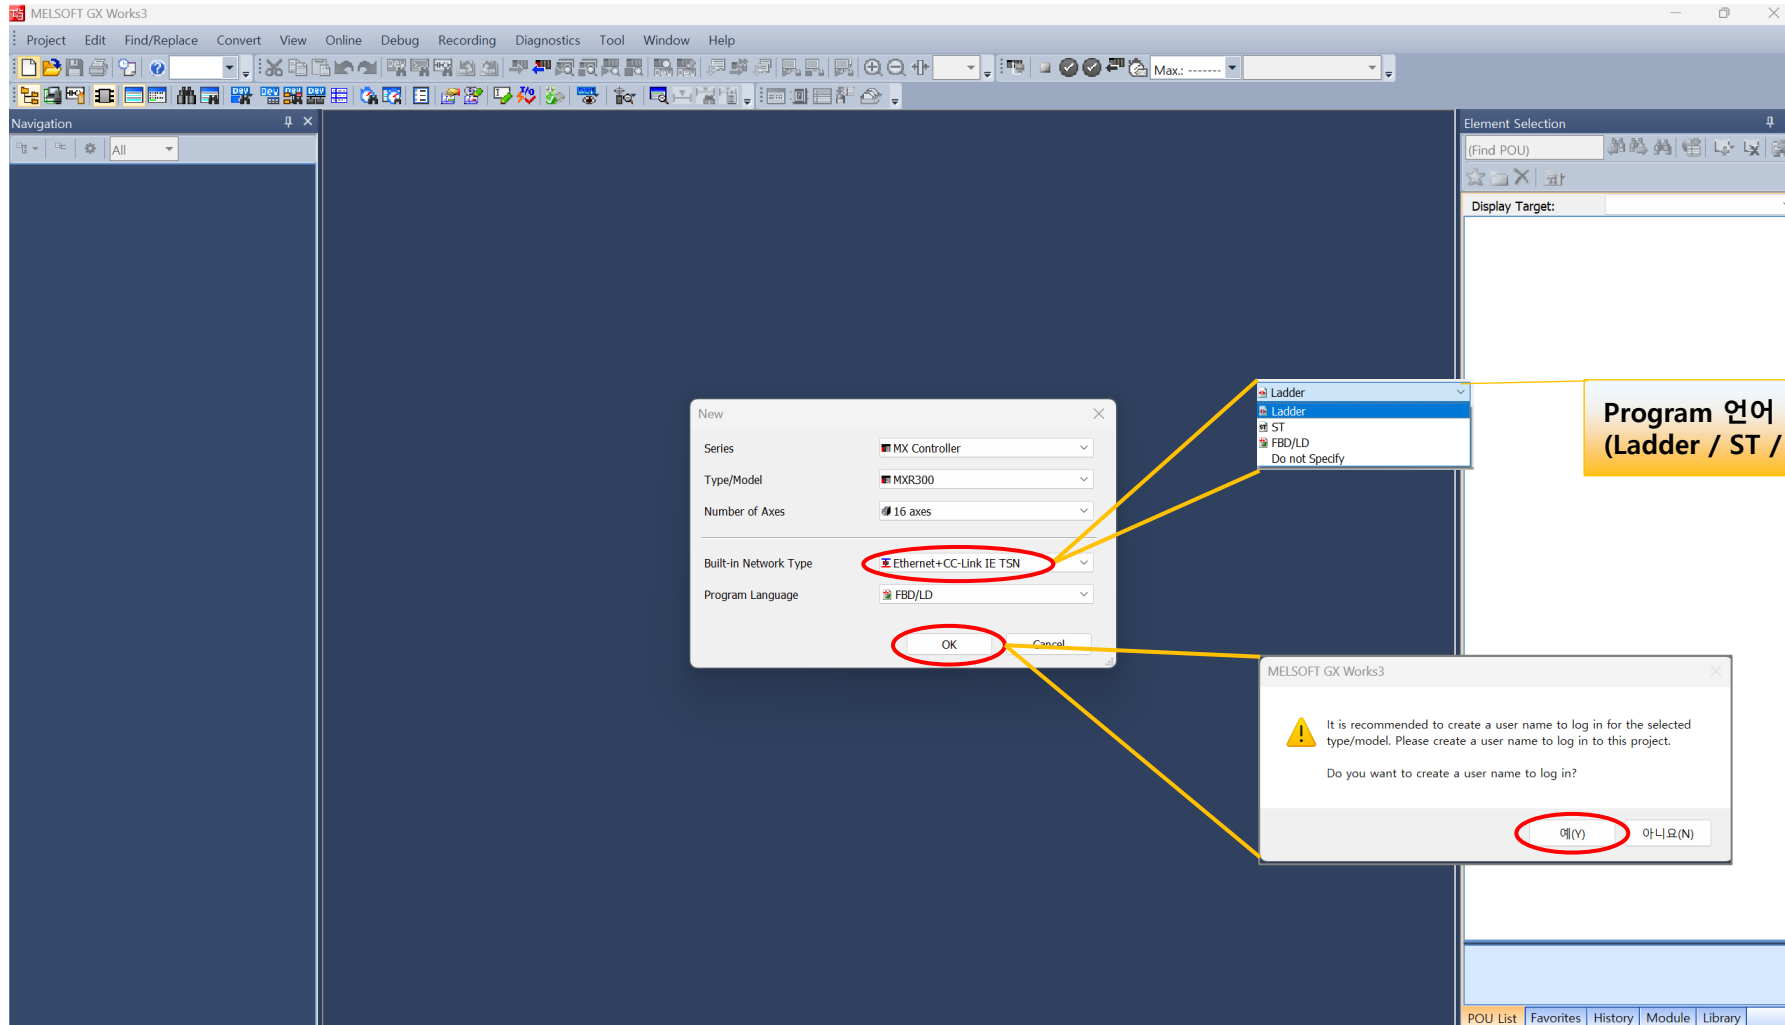 MELSOFT GX Works3
Project Edit Find/Replace Convert View Online Debug Recording Diagnostics Tool Window Help
Max.: -------
Navigation
All
Element Selection
(Find POU)
Display Target:
Ladder
Ladder
ST
FBD/LD
Do not Specify
Program 언어
(Ladder / ST /
New
Series MX Controller
Type/Model MXR300
Number of Axes 16 axes
Built-in Network Type Ethernet+CC-Link IE TSN
Program Language FBD/LD
OK Cancel
MELSOFT GX Works3
It is recommended to create a user name to log in for the selected
type/model. Please create a user name to log in to this project.
Do you want to create a user name to log in?
예(Y) 아니요(N)
POU List Favorites History Module Library